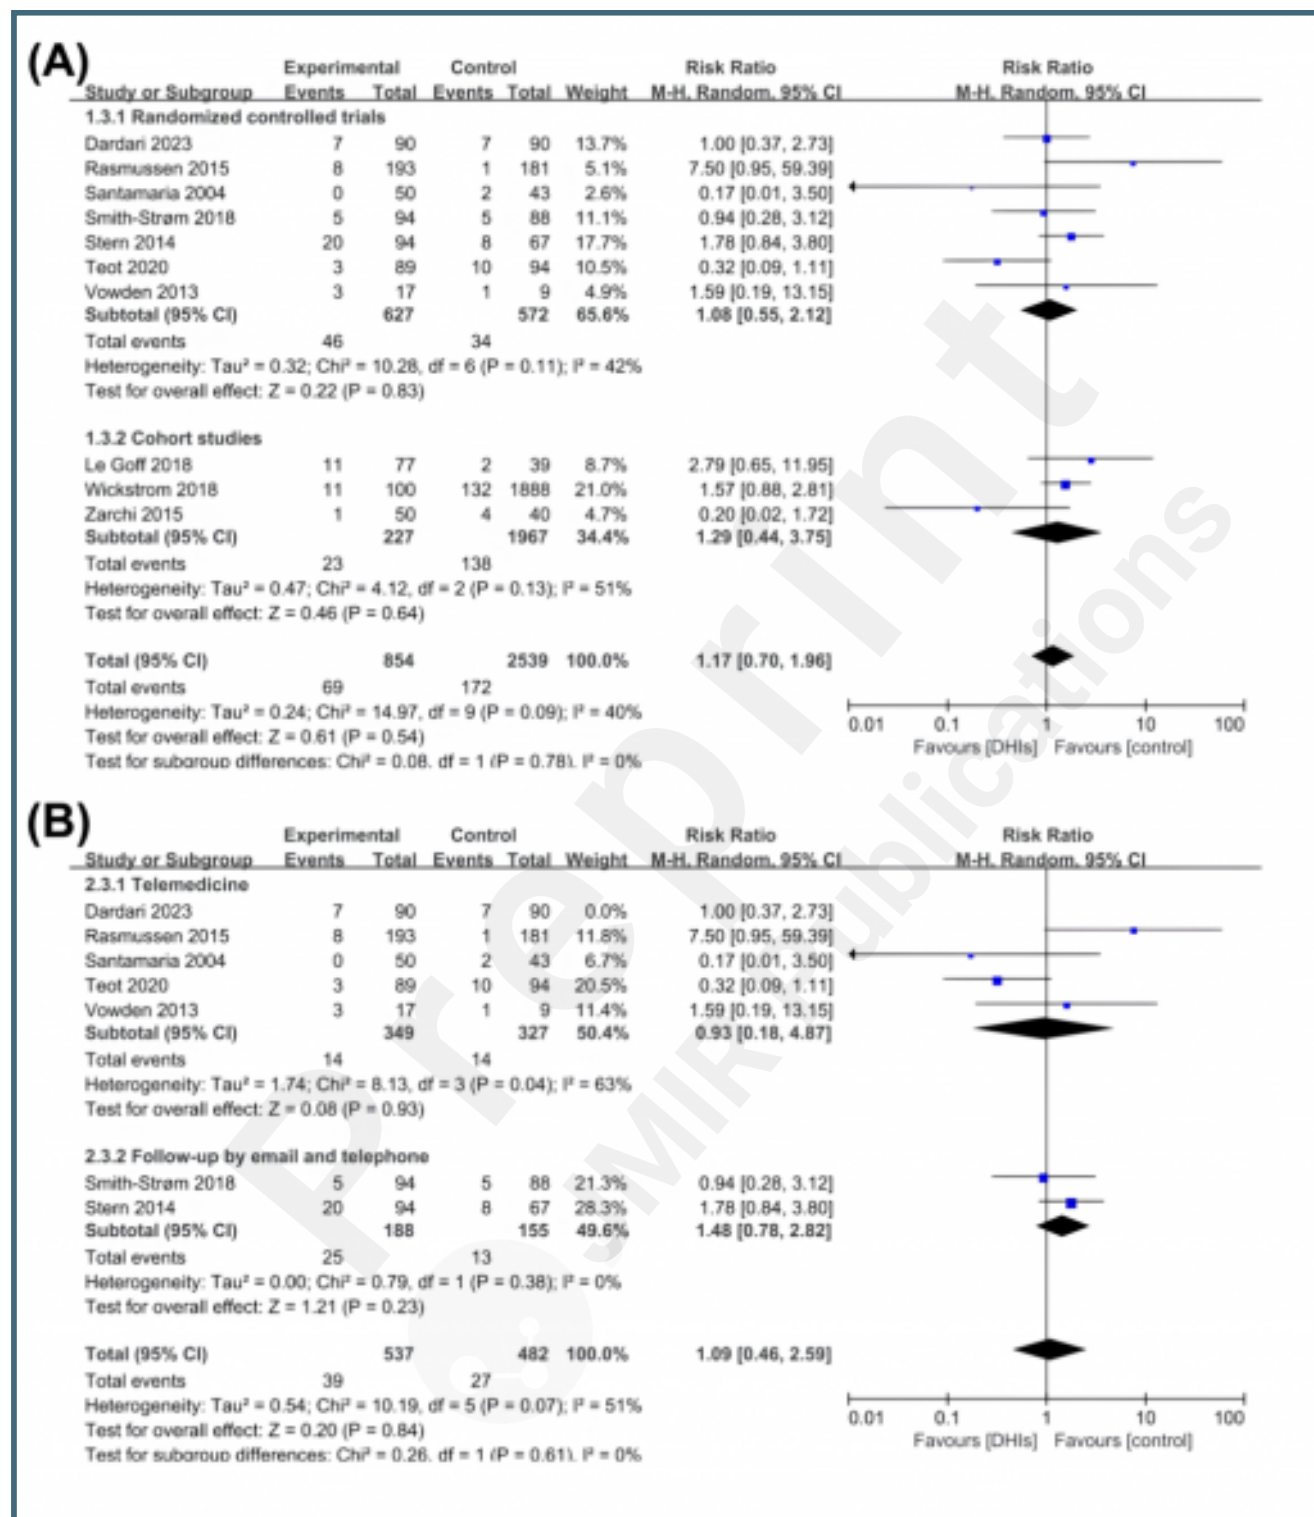 (A)
Experimental Control Risk Ratio Risk Ratio
Study or Subgroup Events Total Events Total Weight M-H, Random, 95% CI M-H, Random, 95% CI
1.3.1 Randomized controlled trials
Dardari 2023 7 90 7 90 13.7% 1.00 [0.37, 2.73]
Rasmussen 2015 8 193 1 181 5.1% 7.50 [0.95, 59.39]
Santamaria 2004 0 50 2 43 2.6% 0.17 [0.01, 3.50]
Smith-Strøm 2018 5 94 5 88 11.1% 0.94 [0.28, 3.12]
Stern 2014 20 94 8 67 17.7% 1.78 [0.84, 3.80]
Teot 2020 3 89 10 94 10.5% 0.32 [0.09, 1.11]
Vowden 2013 3 17 1 9 4.9% 1.59 [0.19, 13.15]
Subtotal (95% CI) 627 572 65.6% 1.08 [0.55, 2.12]
Total events 46 34
Heterogeneity: Tau² = 0.32; Chi² = 10.28, df = 6 (P = 0.11); I² = 42%
Test for overall effect: Z = 0.22 (P = 0.83)
1.3.2 Cohort studies
Le Goff 2018 11 77 2 39 8.7% 2.79 [0.65, 11.95]
Wickstrom 2018 11 100 132 1888 21.0% 1.57 [0.88, 2.81]
Zarchi 2015 1 50 4 40 4.7% 0.20 [0.02, 1.72]
Subtotal (95% CI) 227 1967 34.4% 1.29 [0.44, 3.75]
Total events 23 138
Heterogeneity: Tau² = 0.47; Chi² = 4.12, df = 2 (P = 0.13); I² = 51%
Test for overall effect: Z = 0.46 (P = 0.64)
Total (95% CI) 854 2539 100.0% 1.17 [0.70, 1.96]
Total events 69 172
Heterogeneity: Tau² = 0.24; Chi² = 14.97, df = 9 (P = 0.09); I² = 40%
Test for overall effect: Z = 0.61 (P = 0.54)
Test for subgroup differences: Chi² = 0.08, df = 1 (P = 0.78), I² = 0%
0.01 0.1 1 10 100
Favours [DHIs] Favours [control]
(B)
Experimental Control Risk Ratio Risk Ratio
Study or Subgroup Events Total Events Total Weight M-H, Random, 95% CI M-H, Random, 95% CI
2.3.1 Telemedicine
Dardari 2023 7 90 7 90 0.0% 1.00 [0.37, 2.73]
Rasmussen 2015 8 193 1 181 11.8% 7.50 [0.95, 59.39]
Santamaria 2004 0 50 2 43 6.7% 0.17 [0.01, 3.50]
Teot 2020 3 89 10 94 20.5% 0.32 [0.09, 1.11]
Vowden 2013 3 17 1 9 11.4% 1.59 [0.19, 13.15]
Subtotal (95% CI) 349 327 50.4% 0.93 [0.18, 4.87]
Total events 14 14
Heterogeneity: Tau² = 1.74; Chi² = 8.13, df = 3 (P = 0.04); I² = 63%
Test for overall effect: Z = 0.08 (P = 0.93)
2.3.2 Follow-up by email and telephone
Smith-Strøm 2018 5 94 5 88 21.3% 0.94 [0.28, 3.12]
Stern 2014 20 94 8 67 28.3% 1.78 [0.84, 3.80]
Subtotal (95% CI) 188 155 49.6% 1.48 [0.78, 2.82]
Total events 25 13
Heterogeneity: Tau² = 0.00; Chi² = 0.79, df = 1 (P = 0.38); I² = 0%
Test for overall effect: Z = 1.21 (P = 0.23)
Total (95% CI) 537 482 100.0% 1.09 [0.46, 2.59]
Total events 39 27
Heterogeneity: Tau² = 0.54; Chi² = 10.19, df = 5 (P = 0.07); I² = 51%
Test for overall effect: Z = 0.20 (P = 0.84)
Test for subgroup differences: Chi² = 0.26, df = 1 (P = 0.61), I² = 0%
0.01 0.1 1 10 100
Favours [DHIs] Favours [control]
Preprint
JMIR Publications